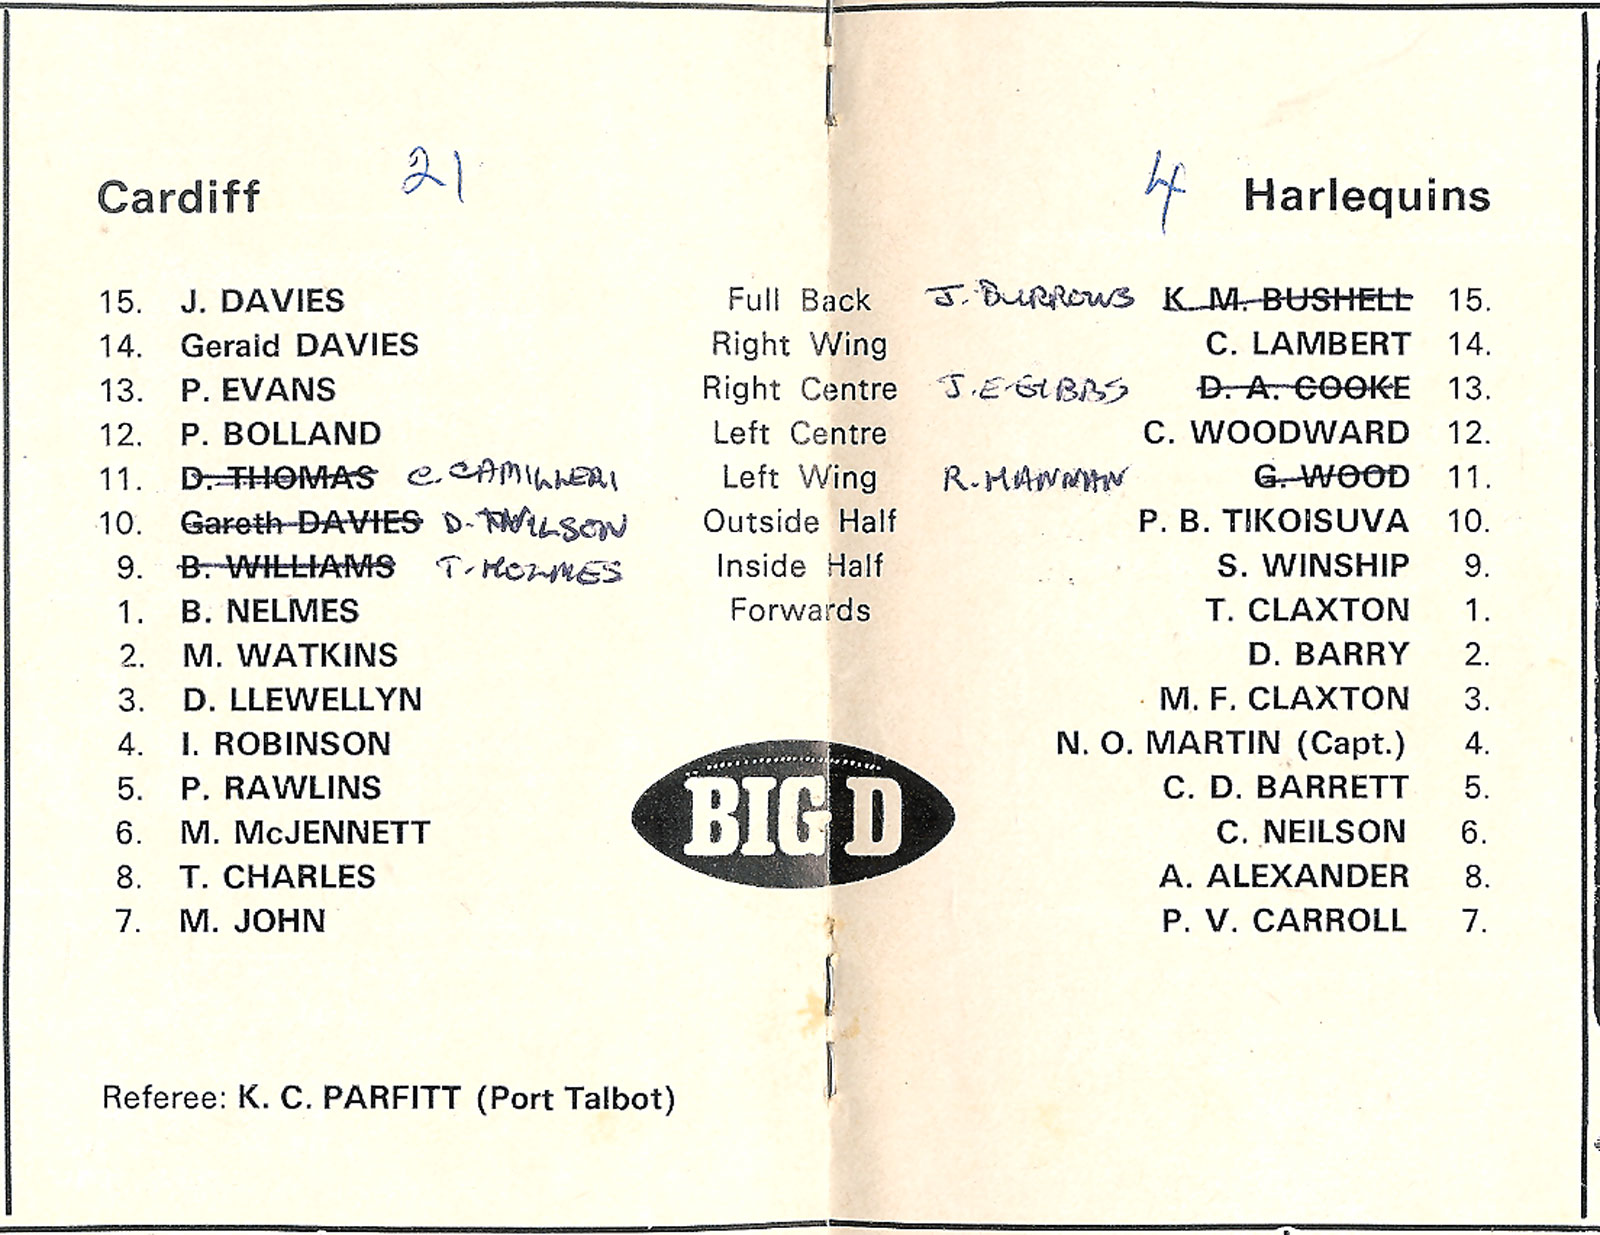 Cardiff 21 4 Harlequins
15. J. DAVIES Full Back J. BURROWS K. M. BUSHELL 15.
14. Gerald DAVIES Right Wing C. LAMBERT 14.
13. P. EVANS Right Centre J. E. GIBBS D. A. COOKE 13.
12. P. BOLLAND Left Centre C. WOODWARD 12.
11. D. THOMAS C. CAMILLERI Left Wing R. HANNAN G. WOOD 11.
10. Gareth DAVIES D. WILSON Outside Half P. B. TIKOISUVA 10.
9. B. WILLIAMS T. HOLMES Inside Half S. WINSHIP 9.
1. B. NELMES Forwards T. CLAXTON 1.
2. M. WATKINS D. BARRY 2.
3. D. LLEWELLYN M. F. CLAXTON 3.
4. I. ROBINSON N. O. MARTIN (Capt.) 4.
5. P. RAWLINS C. D. BARRETT 5.
6. M. McJENNETT C. NEILSON 6.
8. T. CHARLES A. ALEXANDER 8.
7. M. JOHN P. V. CARROLL 7.
BIG D
Referee: K. C. PARFITT (Port Talbot)